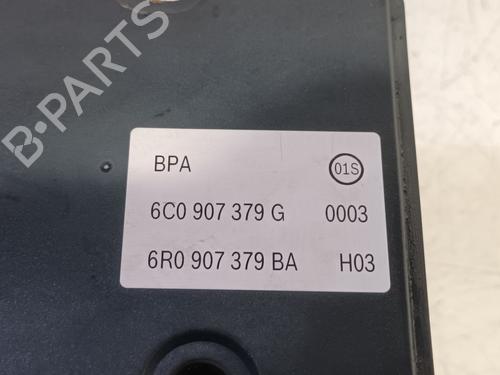 B-PARTS
BPA 01S
6C0 907 379 G 0003
6R0 907 379 BA H03